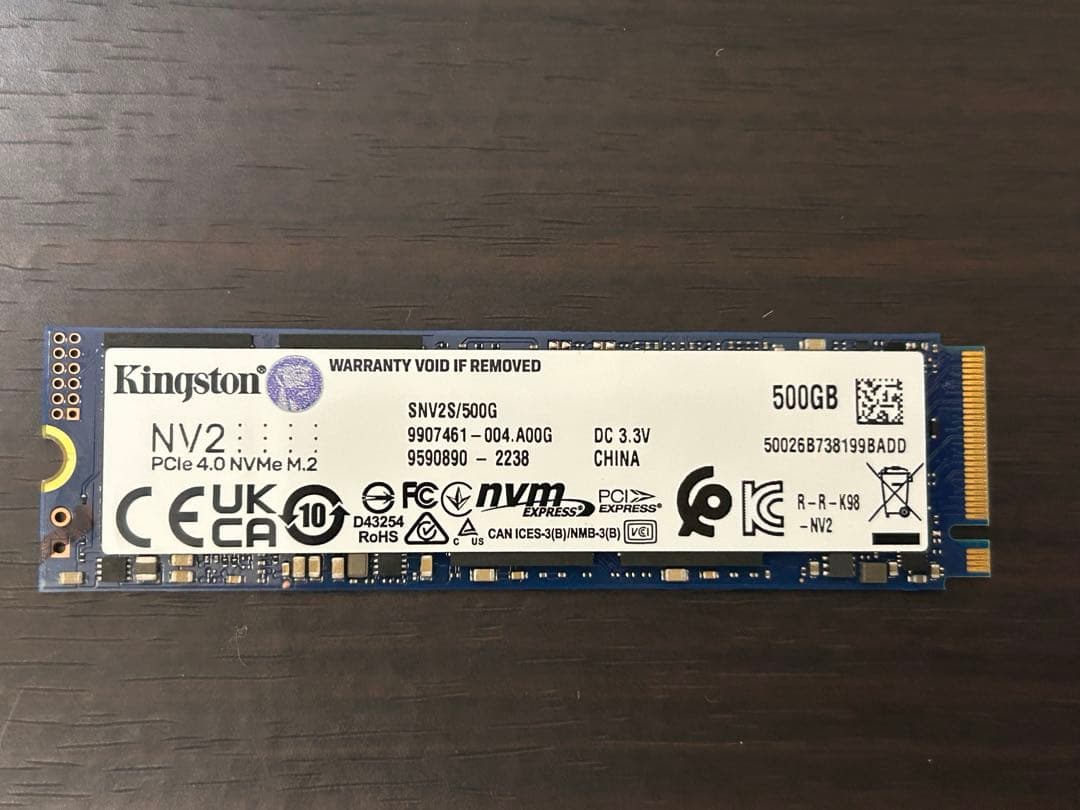 Kingston®
WARRANTY VOID IF REMOVED
NV2
PCIe 4.0 NVMe M.2
SNV2S/500G
9907461-004.A00G
9590890 - 2238
DC 3.3V
CHINA
500GB
50026B738199BADD
CE
UK
CA
10
D43254
RoHS
FC
nvm
EXPRESS®
PCI
EXPRESS®
C US
CAN ICES-3(B)/NMB-3(B)
VCI
R-R-K98
-NV2